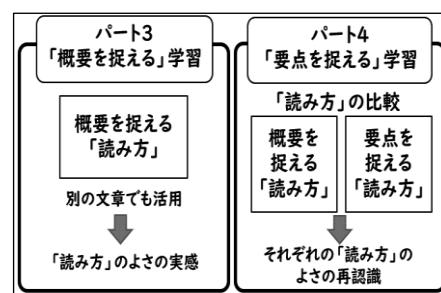 パート3
「概要を捉える」学習
概要を捉える
「読み方」
別の文章でも活用
「読み方」のよさの実感
パート4
「要点を捉える」学習
「読み方」の比較
概要を
捉える
「読み方」
要点を
捉える
「読み方」
それぞれの「読み方」の
よさの再認識